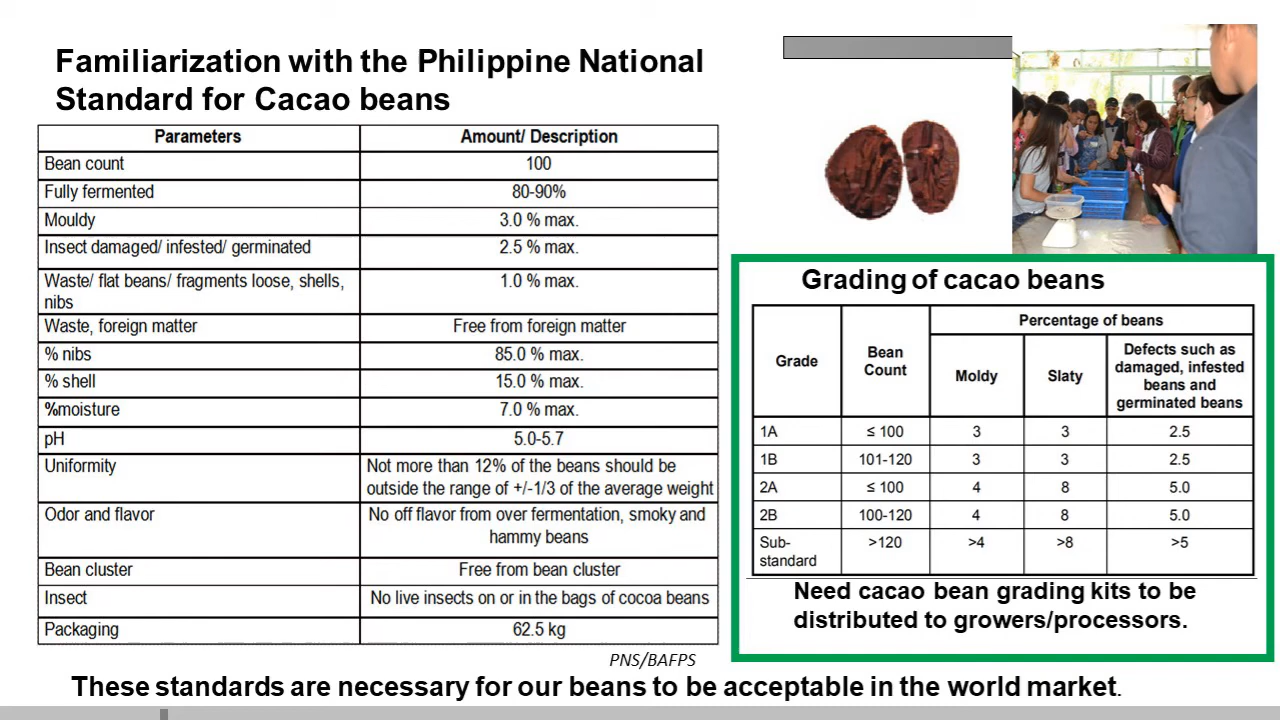 Familiarization with the Philippine National
Standard for Cacao beans
Parameters Amount/ Description
Bean count 100
Fully fermented 80-90%
Mouldy 3.0 % max.
Insect damaged/ infested/ germinated 2.5 % max.
Waste/ flat beans/ fragments loose, shells, 1.0 % max.
nibs
Waste, foreign matter Free from foreign matter
% nibs 85.0 % max.
% shell 15.0 % max.
%moisture 7.0 % max.
pH 5.0-5.7
Uniformity Not more than 12% of the beans should be
outside the range of +/-1/3 of the average weight
Odor and flavor No off flavor from over fermentation, smoky and
hammy beans
Bean cluster Free from bean cluster
Insect No live insects on or in the bags of cocoa beans
Packaging 62.5 kg
PNS/BAFPS
Grading of cacao beans
Percentage of beans
Grade Bean Count Moldy Slaty Defects such as
damaged, infested
beans and
germinated beans
1A ≤ 100 3 3 2.5
1B 101-120 3 3 2.5
2A ≤ 100 4 8 5.0
2B 100-120 4 8 5.0
Sub- >120 >4 >8 >5
standard
Need cacao bean grading kits to be
distributed to growers/processors.
These standards are necessary for our beans to be acceptable in the world market.